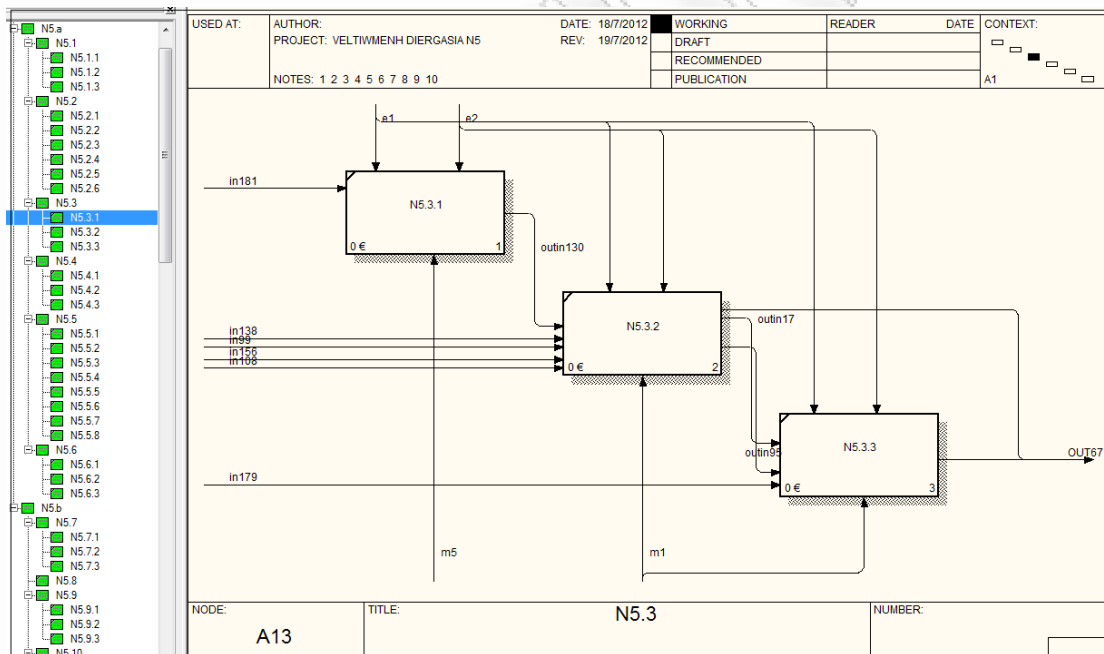 N5.a
N5.1
N5.1.1
N5.1.2
N5.1.3
N5.2
N5.2.1
N5.2.2
N5.2.3
N5.2.4
N5.2.5
N5.2.6
N5.3
N5.3.1
N5.3.2
N5.3.3
N5.4
N5.4.1
N5.4.2
N5.4.3
N5.5
N5.5.1
N5.5.2
N5.5.3
N5.5.4
N5.5.5
N5.5.6
N5.5.7
N5.5.8
N5.6
N5.6.1
N5.6.2
N5.6.3
N5.b
N5.7
N5.7.1
N5.7.2
N5.7.3
N5.8
N5.9
N5.9.1
N5.9.2
N5.9.3
N5.10
USED AT:
AUTHOR:
PROJECT: VELTIWMENH DIERGASIA N5
NOTES: 1 2 3 4 5 6 7 8 9 10
DATE: 18/7/2012
REV: 19/7/2012
WORKING
DRAFT
RECOMMENDED
PUBLICATION
READER
DATE
CONTEXT:
A1
e1
e2
in181
N5.3.1
0 €
1
outin130
in138
in99
in156
in108
N5.3.2
0 €
2
outin17
outin95
N5.3.3
0 €
3
OUT67
in179
m5
m1
NODE:
A13
TITLE:
N5.3
NUMBER: